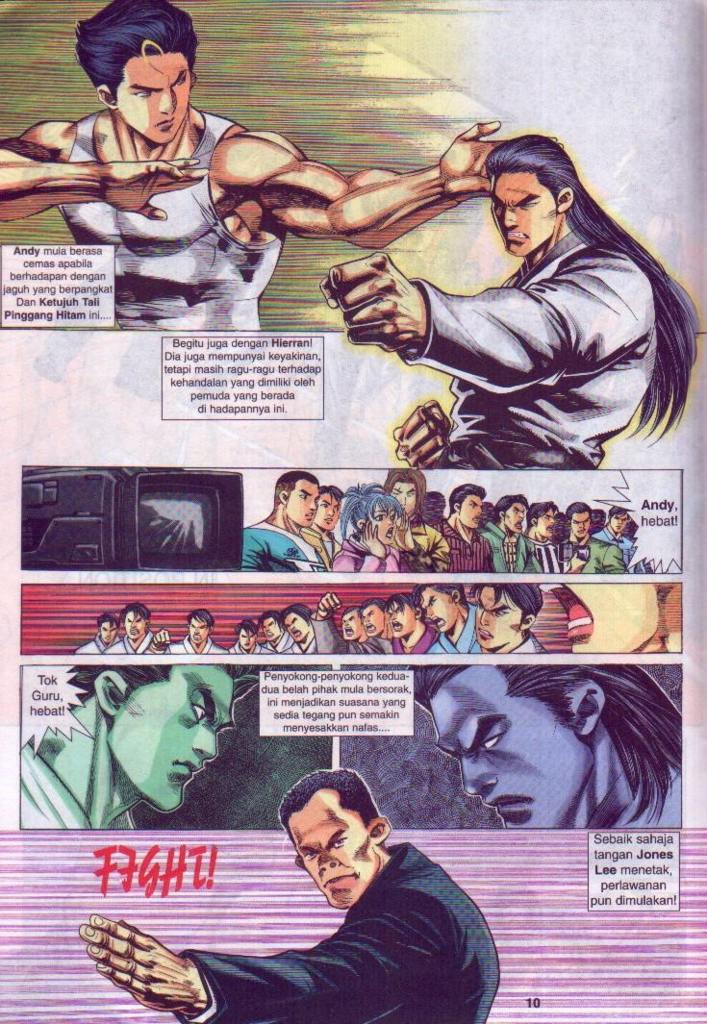 Andy mula berasa
cemas apabila
berhadapan dengan
jaguh yang berpangkat
Dan Ketujuh Tali
Pinggang Hitam ini....
Begitu juga dengan Hierran!
Dia juga mempunyai keyakinan,
tetapi masih ragu-ragu terhadap
kehandalan yang dimiliki oleh
pemuda yang berada
di hadapannya ini.
Andy,
hebat!
Tok
Guru,
hebat!
Penyokong-penyokong kedua-
dua belah pihak mula bersorak,
ini menjadikan suasana yang
sedia tegang pun semakin
menyesakkan nafas....
FIGHT!
Sebaik sahaja
tangan Jones
Lee menetak,
perlawanan
pun dimulakan!
10